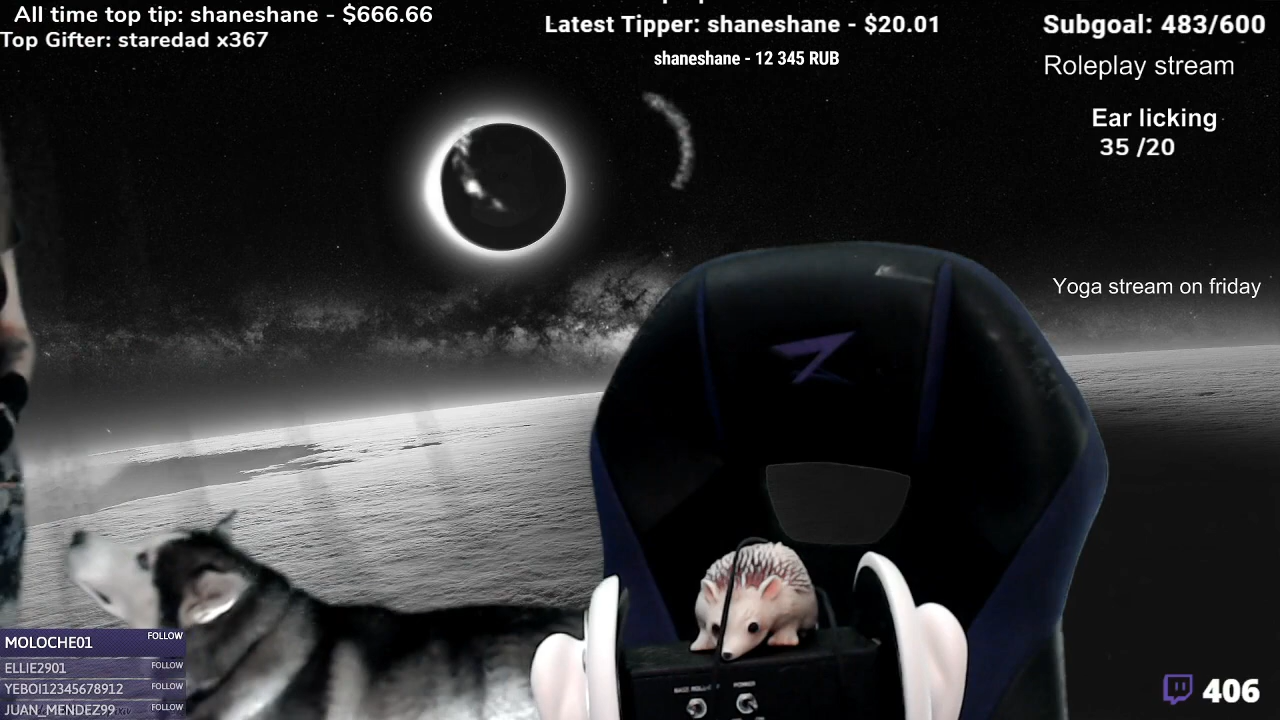 All time top tip: shaneshane - $666.66
Top Gifter: staredad x367
Latest Tipper: shaneshane - $20.01
shaneshane - 12 345 RUB
Subgoal: 483/600
Roleplay stream
Ear licking
35 /20
Yoga stream on friday
MOLOCHE01 FOLLOW
ELLIE2901 FOLLOW
YEBOI12345678912 FOLLOW
JUAN_MENDEZ99 FOLLOW
POWER
406